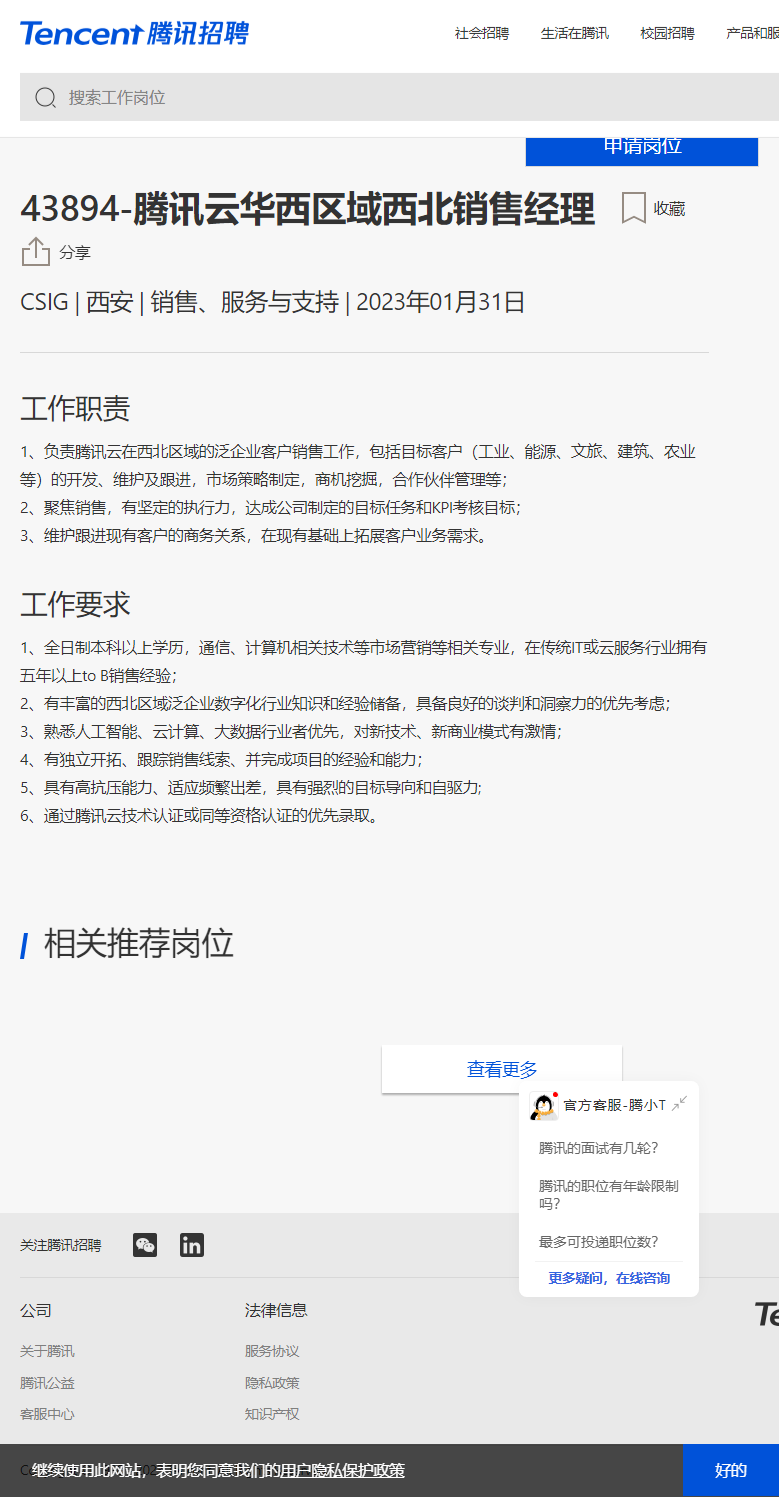 Tencent 腾讯招聘
社会招聘 生活在腾讯 校园招聘 产品和服
搜索工作岗位
申请岗位
43894-腾讯云华西区域西北销售经理 收藏
分享
CSIG | 西安 | 销售、服务与支持 | 2023年01月31日
工作职责
1、负责腾讯云在西北区域的泛企业客户销售工作，包括目标客户（工业、能源、文旅、建筑、农业
等）的开发、维护及跟进，市场策略制定，商机挖掘，合作伙伴管理等；
2、聚焦销售，有坚定的执行力，达成公司制定的目标任务和KPI考核目标；
3、维护跟进现有客户的商务关系，在现有基础上拓展客户业务需求。
工作要求
1、全日制本科以上学历，通信、计算机相关技术等市场营销等相关专业，在传统IT或云服务行业拥有
五年以上to B销售经验；
2、有丰富的西北区域泛企业数字化行业知识和经验储备，具备良好的谈判和洞察力的优先考虑；
3、熟悉人工智能、云计算、大数据行业者优先，对新技术、新商业模式有激情；
4、有独立开拓、跟踪销售线索、并完成项目的经验和能力；
5、具有高抗压能力、适应频繁出差，具有强烈的目标导向和自驱力;
6、通过腾讯云技术认证或同等资格认证的优先录取。
相关推荐岗位
查看更多
官方客服-腾小T
腾讯的面试有几轮？
腾讯的职位有年龄限制
吗？
最多可投递职位数？
更多疑问，在线咨询
关注腾讯招聘
公司 法律信息
Te
关于腾讯 服务协议
腾讯公益 隐私政策
客服中心 知识产权
继续使用此网站，表明您同意我们的用户隐私保护政策 好的